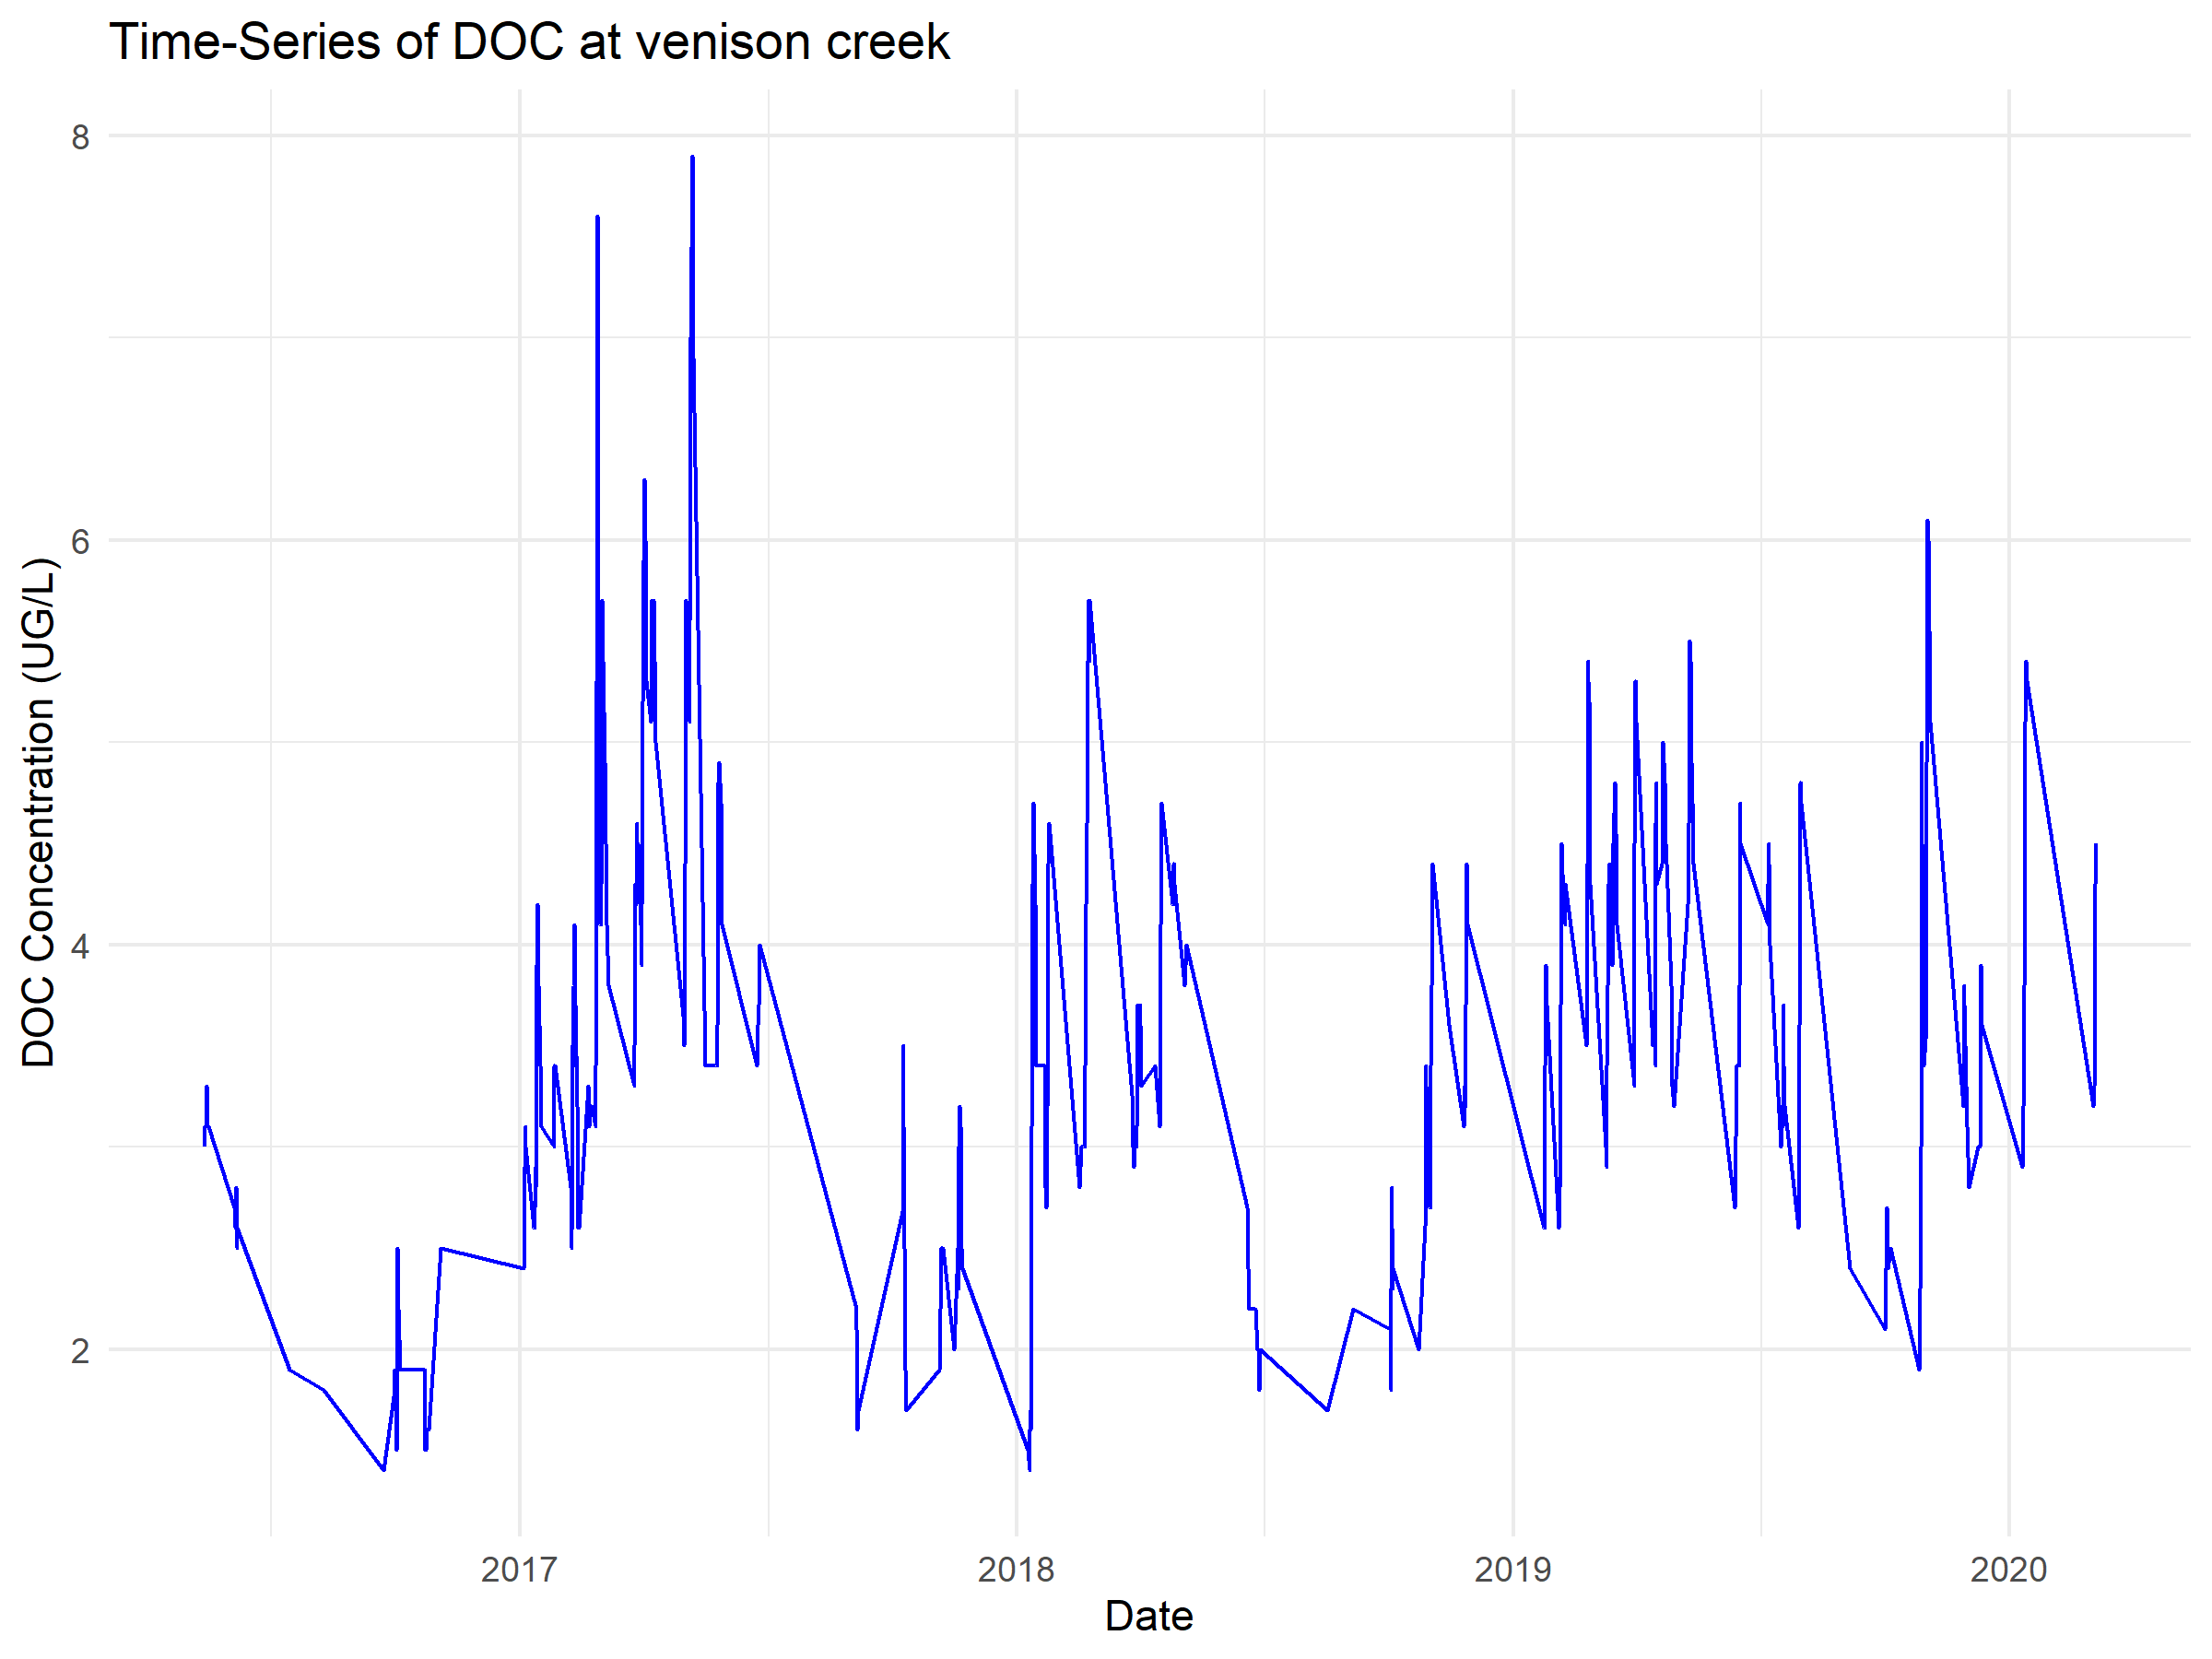 Time-Series of DOC at venison creek
DOC Concentration (UG/L)
8
6
4
2
2017
2018
2019
2020
Date